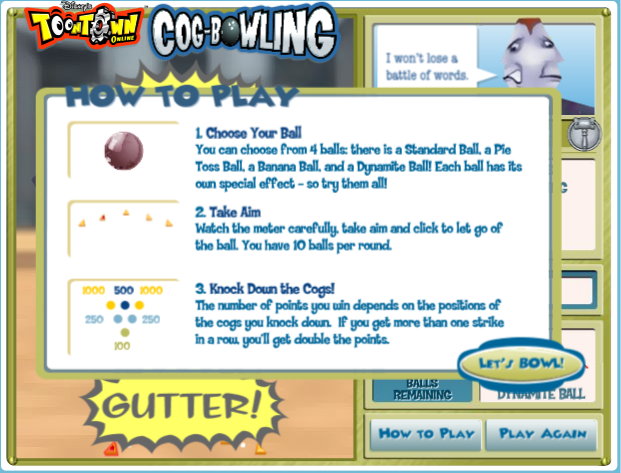 Disney's
TOONTOWN
ONLINE
COG-BOWLING
I won't lose a
battle of words.
HOW TO PLAY
1. Choose Your Ball
You can choose from 4 balls: there is a Standard Ball, a Pie
Toss Ball, a Banana Ball, and a Dynamite Ball! Each ball has its
own special effect - so try them all!
2. Take Aim
Watch the meter carefully, take aim and click to let go of
the ball. You have 10 balls per round.
3. Knock Down the Cogs!
The number of points you win depends on the positions of
the cogs you knock down. If you get more than one strike
in a row, you'll get double the points.
1000 500 1000
250 250
100
LET'S BOWL!
GUTTER!
BALLS
REMAINING
DYNAMITE BALL
HOW TO PLAY
PLAY AGAIN